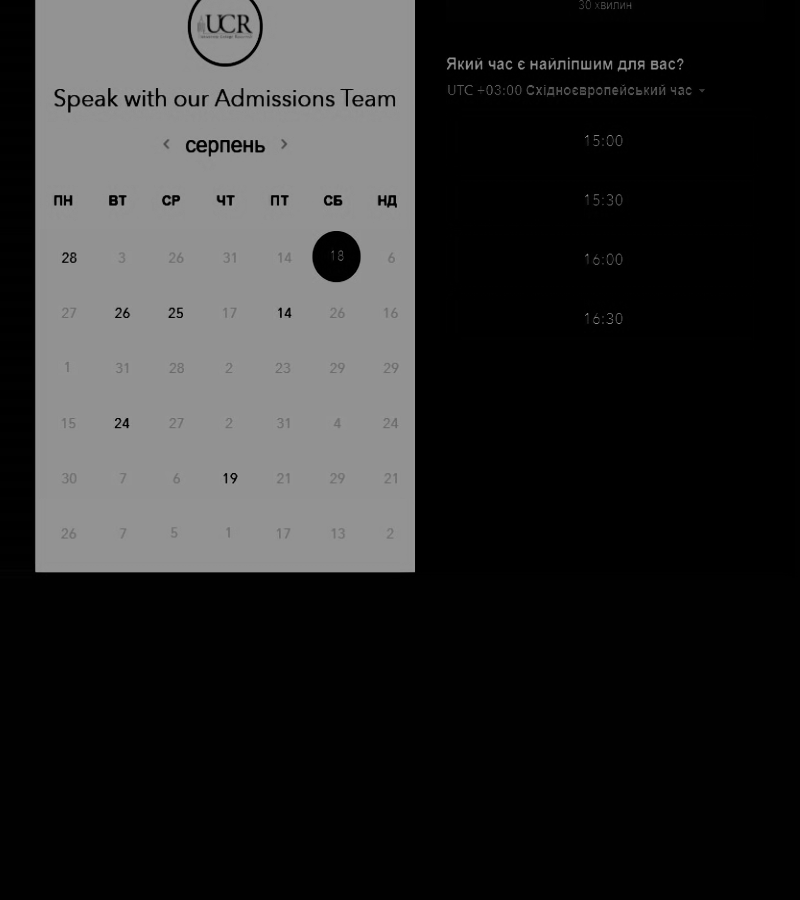 UCR
Speak with our Admissions Team
серпень
ПН ВТ СР ЧТ ПТ СБ НД
28 3 26 31 14 18 6
27 26 25 17 14 26 16
1 31 28 2 23 29 29
15 24 27 2 31 4 24
30 7 6 19 21 29 21
26 7 5 1 17 13 2
30 хвилин
Який час є найліпшим для вас?
UTC +03:00 Східноєвропейський час
15:00
15:30
16:00
16:30